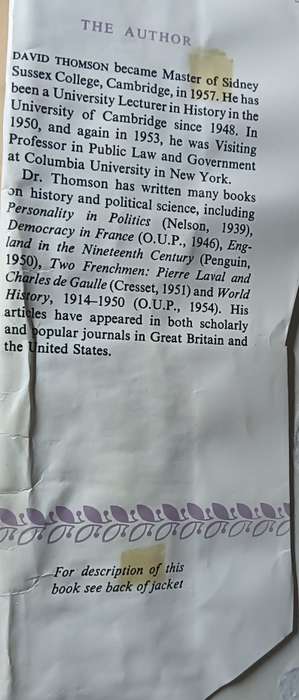 THE AUTHOR
DAVID THOMSON became Master of Sidney
Sussex College, Cambridge, in 1957. He has
been a University Lecturer in History in the
University of Cambridge since 1948. In
1950, and again in 1953, he was Visiting
Professor in Public Law and Government
at Columbia University in New York.
Dr. Thomson has written many books
on history and political science, including
Personality in Politics (Nelson, 1939),
Democracy in France (O.U.P., 1946), Eng-
land in the Nineteenth Century (Penguin,
1950), Two Frenchmen: Pierre Laval and
Charles de Gaulle (Cresset, 1951) and World
History, 1914–1950 (O.U.P., 1954). His
articles have appeared in both scholarly
and popular journals in Great Britain and
the United States.
For description of this
book see back of jacket